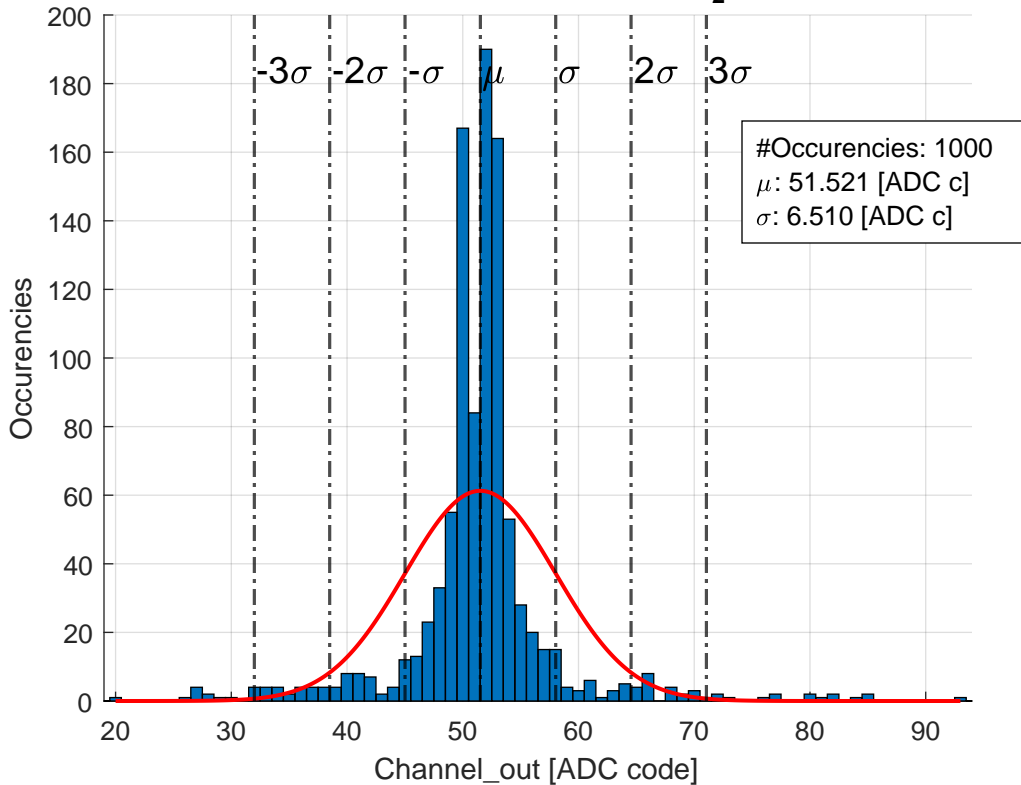 200
180
160
140
120
100
80
60
40
20
0
Occurencies
-3σ -2σ -σ μ σ 2σ 3σ
#Occurencies: 1000
μ: 51.521 [ADC c]
σ: 6.510 [ADC c]
20 30 40 50 60 70 80 90
Channel_out [ADC code]